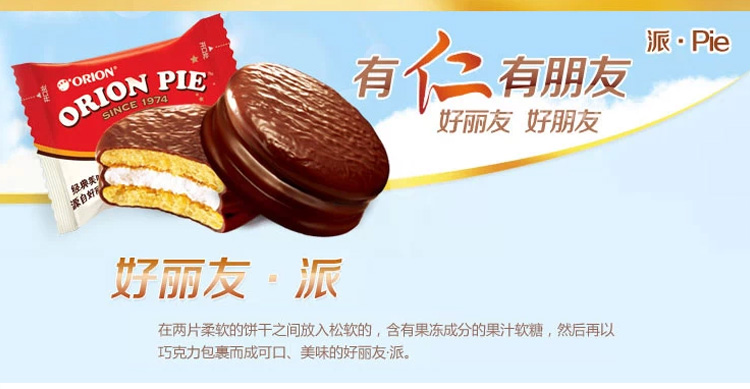 派·Pie
有仁有朋友
好丽友 好朋友
ORION
ORION PIE
SINCE 1974
好丽友·派
在两片柔软的饼干之间放入松软的，含有果冻成分的果汁软糖，然后再以
巧克力包裹而成可口、美味的好丽友·派。